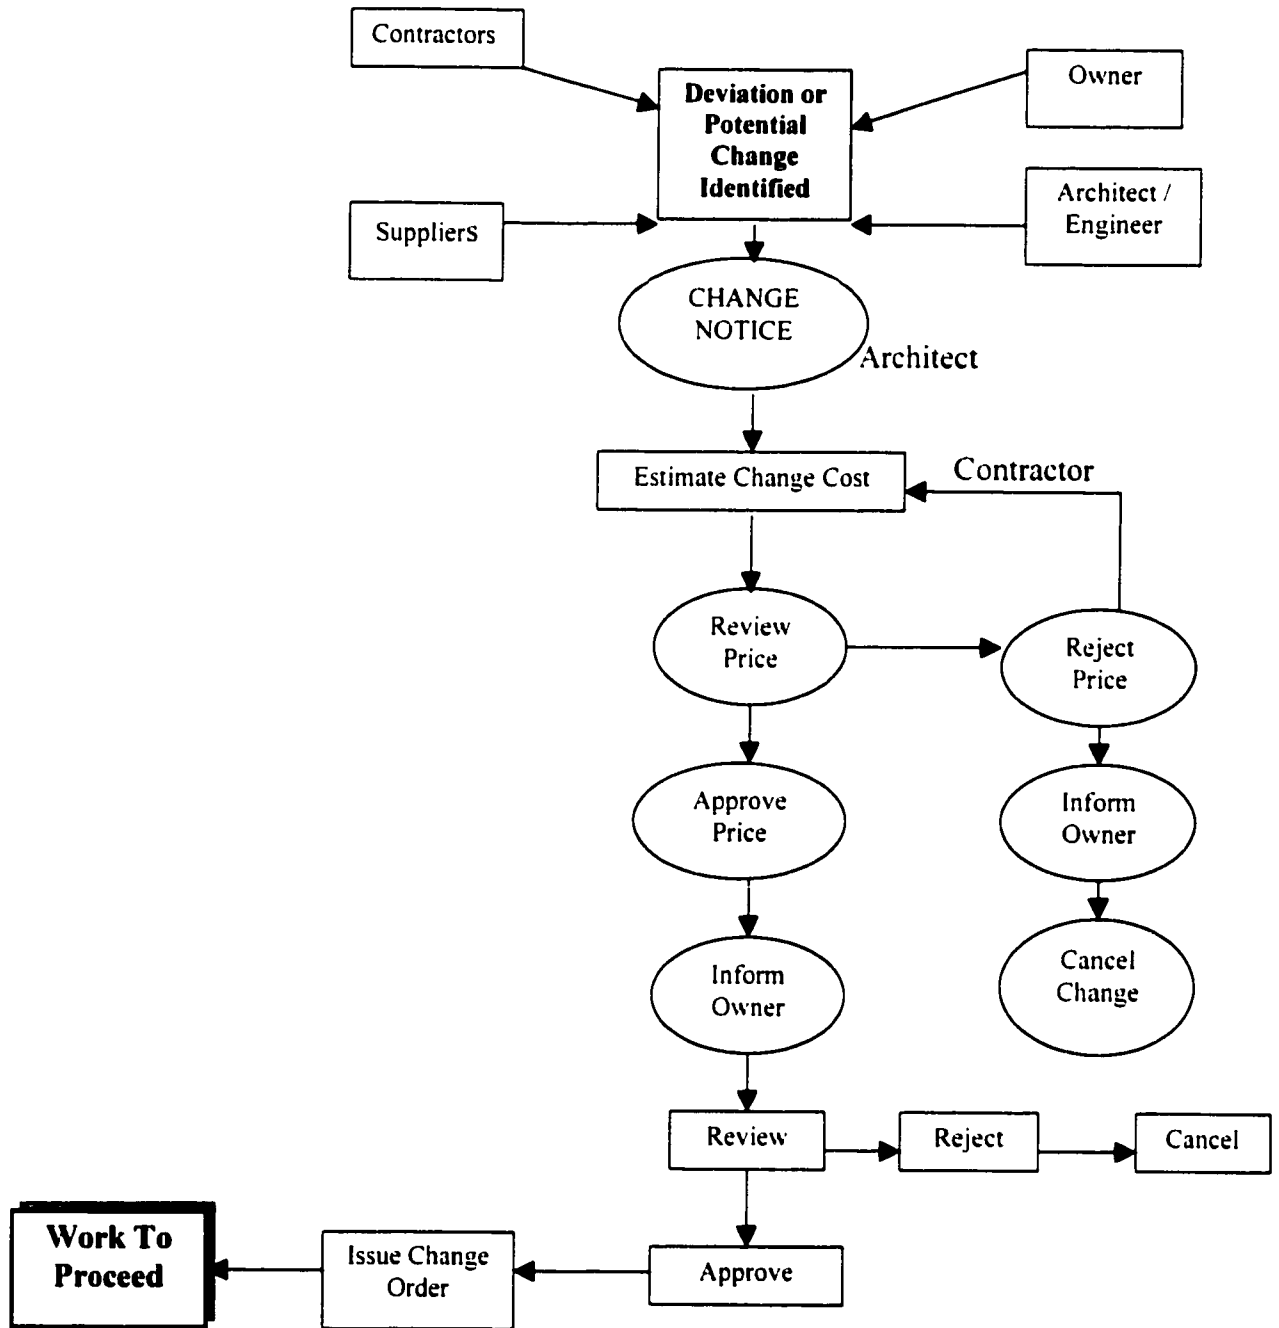 Contractors
Owner
Deviation or
Potential
Change
Identified
Architect /
Engineer
Suppliers
CHANGE
NOTICE
Architect
Estimate Change Cost
Contractor
Review
Price
Reject
Price
Approve
Price
Inform
Owner
Inform
Owner
Cancel
Change
Review
Reject
Cancel
Work To
Proceed
Issue Change
Order
Approve